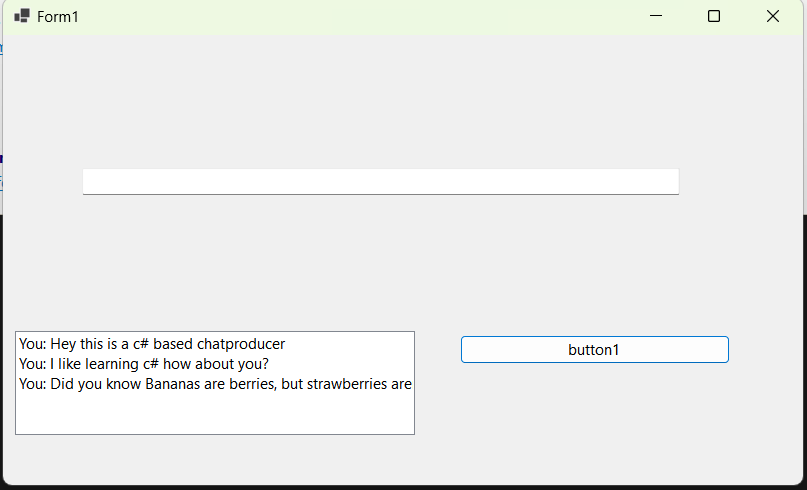 Form1
You: Hey this is a c# based chatproducer
You: I like learning c# how about you?
You: Did you know Bananas are berries, but strawberries are
button1